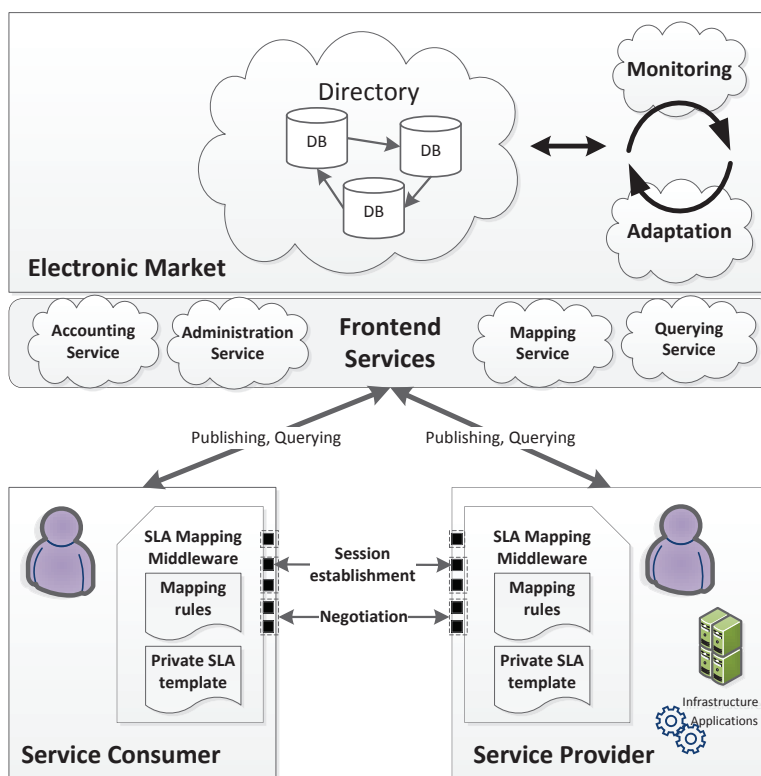 Monitoring
Directory
DB
DB
DB
Adaptation
Electronic Market
Accounting
Service
Administration
Service
Frontend
Services
Mapping
Service
Querying
Service
Publishing, Querying
Publishing, Querying
SLA Mapping
Middleware
Mapping
rules
Private SLA
template
Service Consumer
Session
establishment
Negotiation
SLA Mapping
Middleware
Mapping
rules
Private SLA
template
Infrastructure
Applications
Service Provider